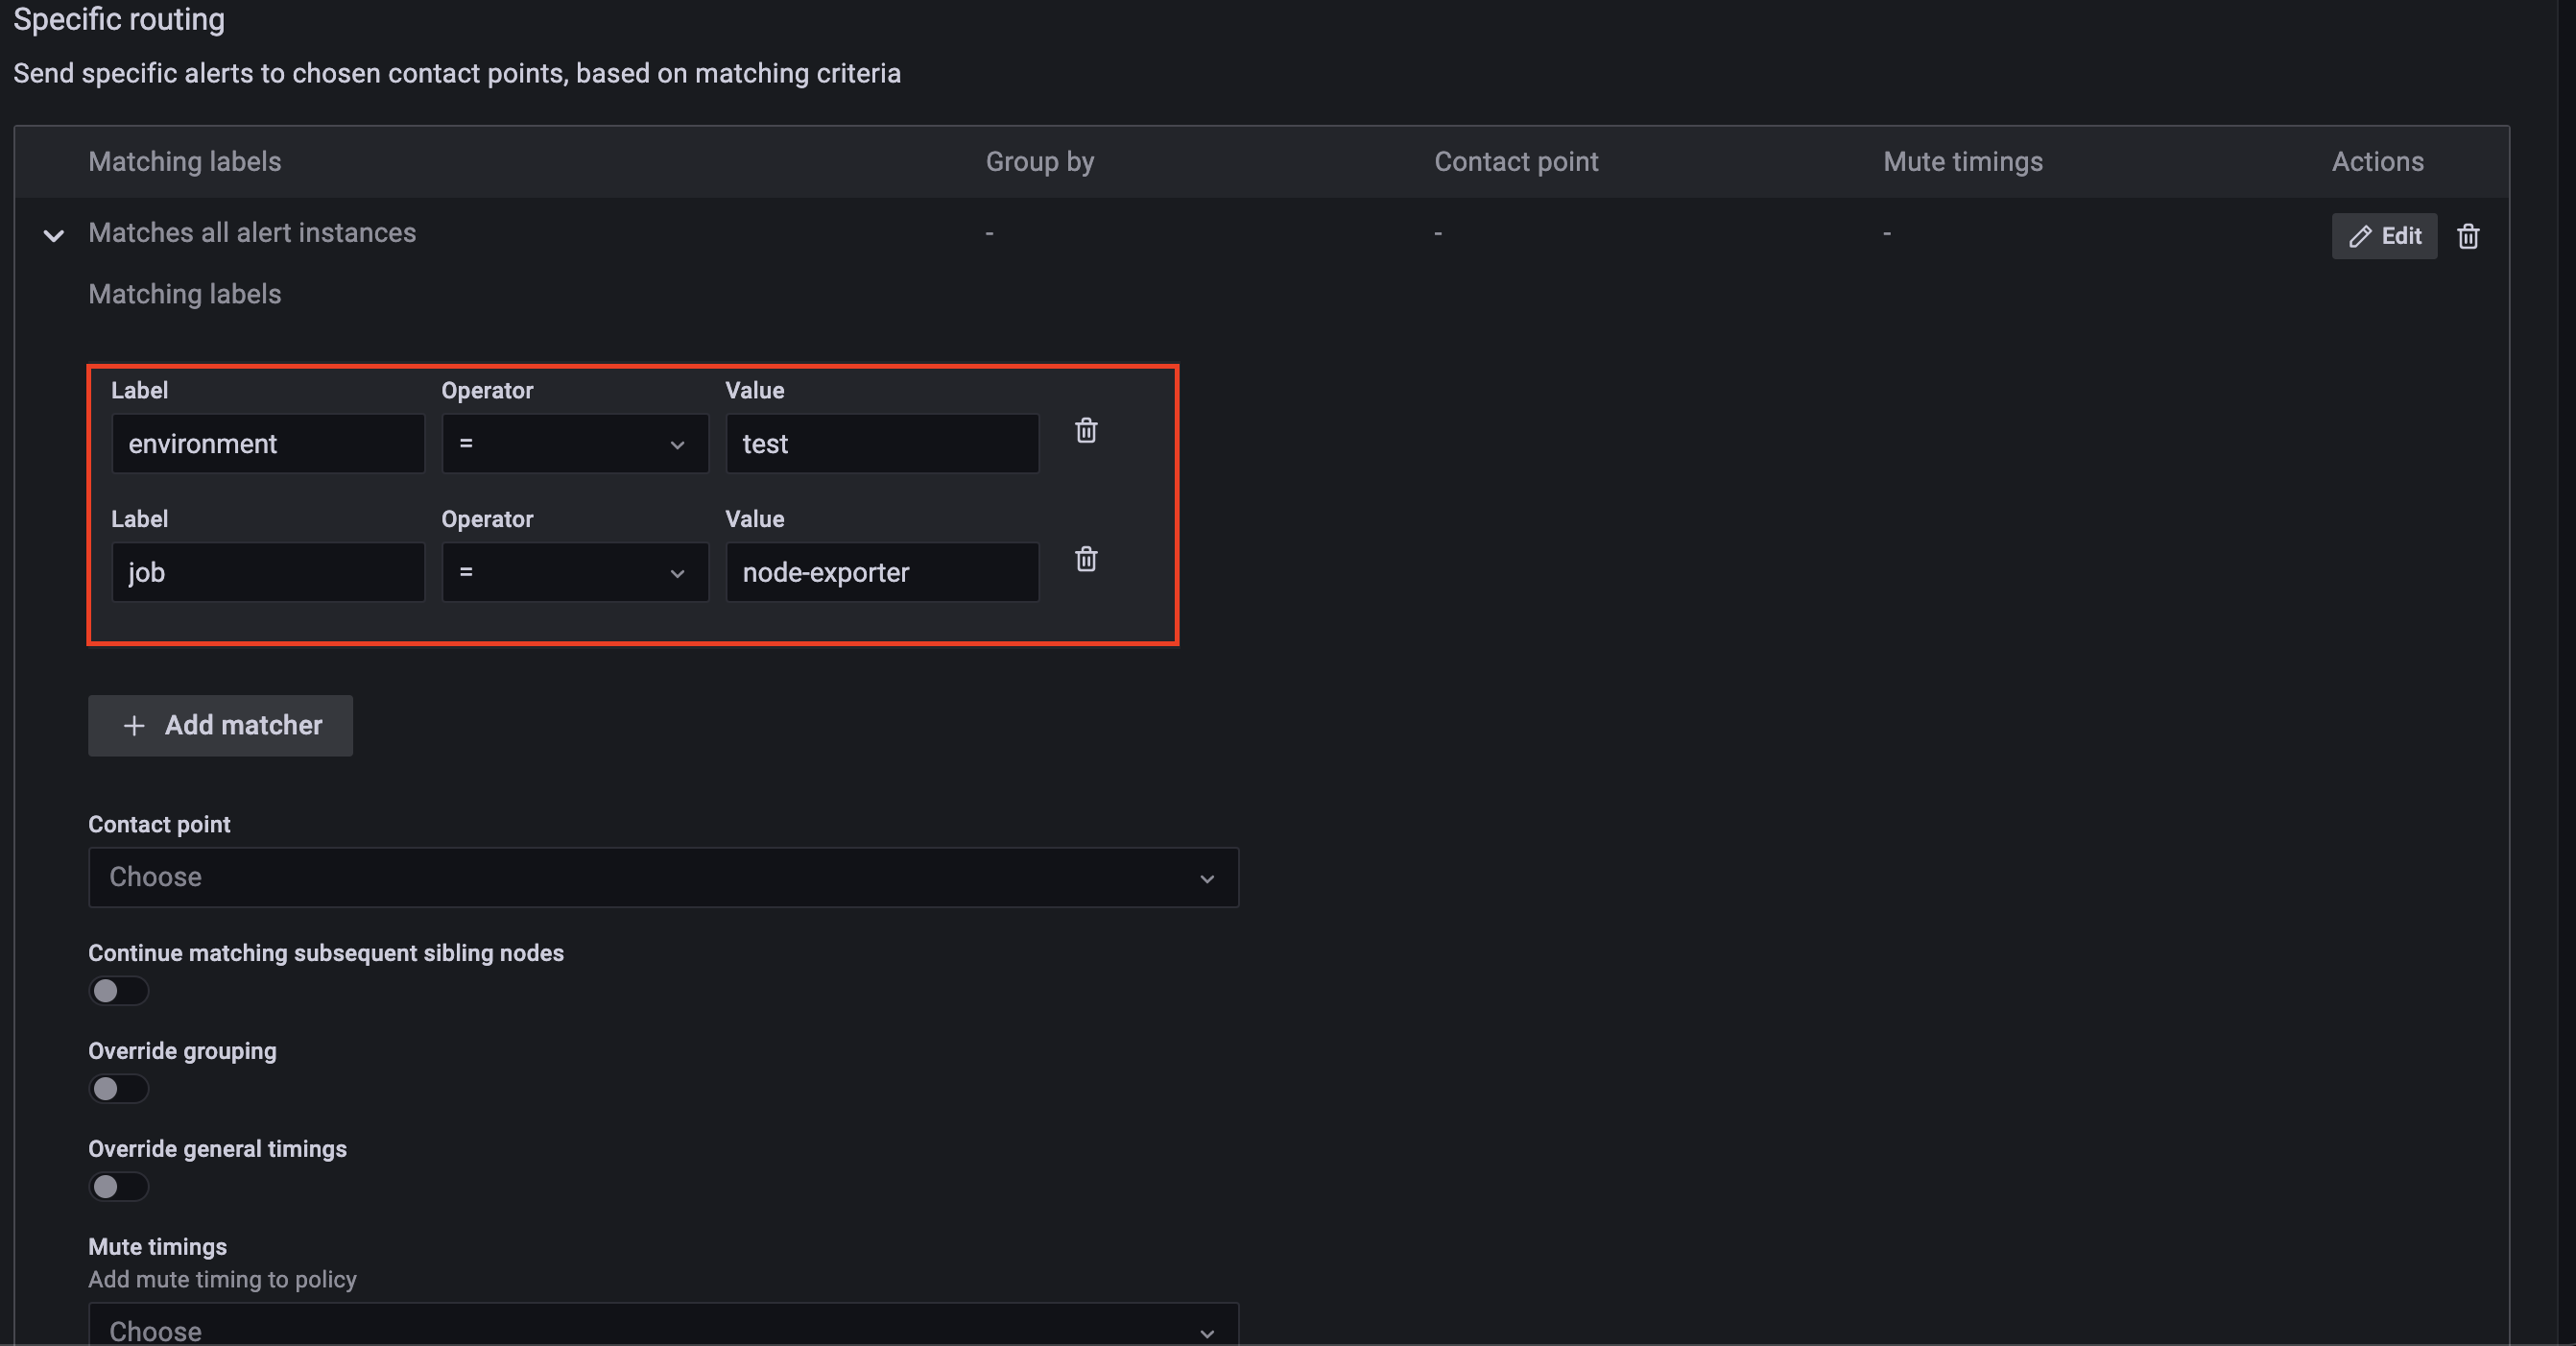 Specific routing
Send specific alerts to chosen contact points, based on matching criteria
Matching labels Group by Contact point Mute timings Actions
Matches all alert instances - - - Edit
Matching labels
Label Operator Value
environment = test
Label Operator Value
job = node-exporter
+ Add matcher
Contact point
Choose
Continue matching subsequent sibling nodes
Override grouping
Override general timings
Mute timings
Add mute timing to policy
Choose